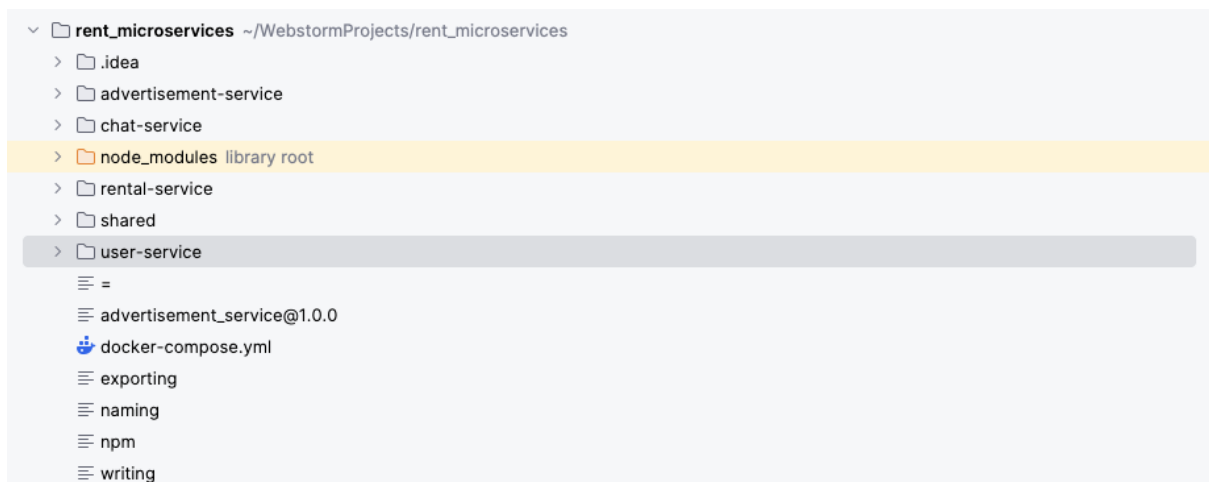 rent_microservices ~/WebstormProjects/rent_microservices
.idea
advertisement-service
chat-service
node_modules library root
rental-service
shared
user-service
=
advertisement_service@1.0.0
docker-compose.yml
exporting
naming
npm
writing